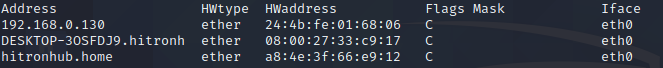 Address HWtype HWaddress Flags Mask Iface
192.168.0.130 ether 24:4b:fe:01:68:06 C eth0
DESKTOP-3OSFDJ9.hitronh ether 08:00:27:33:c9:17 C eth0
hitronhub.home ether a8:4e:3f:66:e9:12 C eth0